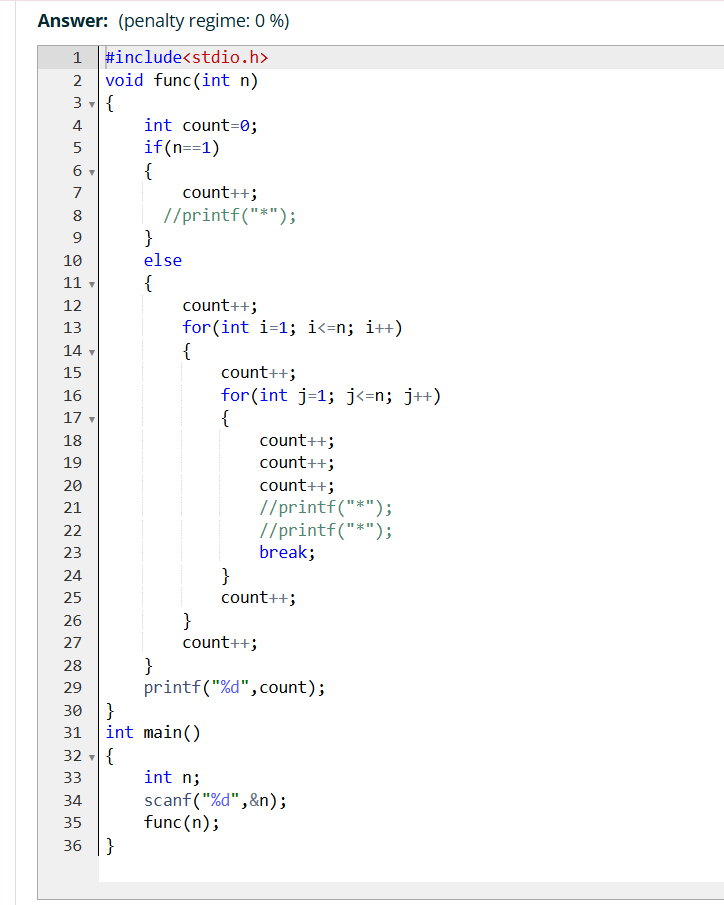 Answer: (penalty regime: 0 %)
1 #include<stdio.h>
2 void func(int n)
3 {
4     int count=0;
5     if(n==1)
6     {
7         count++;
8       //printf("*");
9     }
10     else
11     {
12         count++;
13         for(int i=1; i<=n; i++)
14         {
15             count++;
16             for(int j=1; j<=n; j++)
17             {
18                 count++;
19                 count++;
20                 count++;
21                 //printf("*");
22                 //printf("*");
23                 break;
24             }
25             count++;
26         }
27         count++;
28     }
29     printf("%d",count);
30 }
31 int main()
32 {
33     int n;
34     scanf("%d",&n);
35     func(n);
36 }